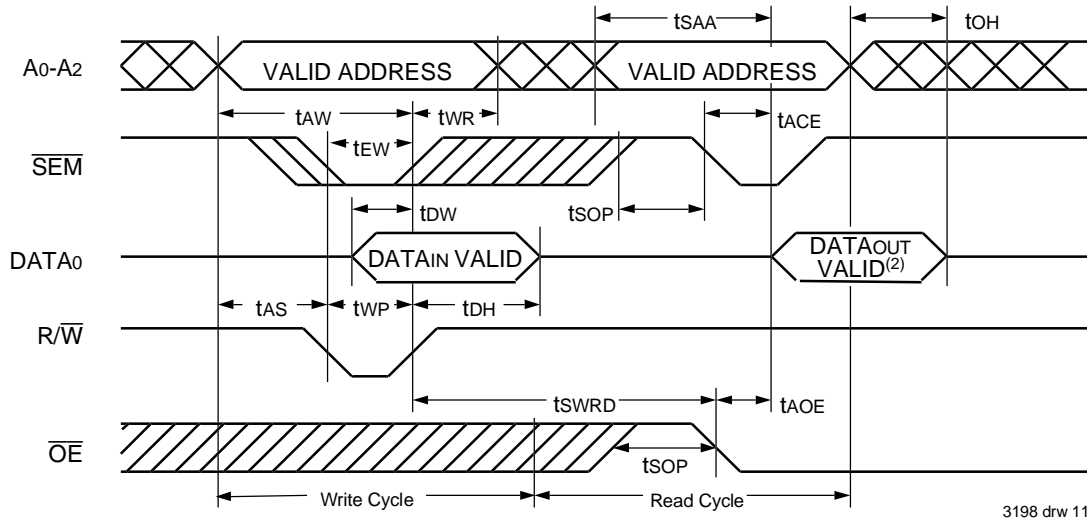 tSAA
tOH
A0-A2
VALID ADDRESS
VALID ADDRESS
tAW
tWR
tACE
tEW
SEM
tDW
tSOP
DATA0
DATAIN VALID
DATAOUT
VALID(2)
tAS
tWP
tDH
R/W
tSWRD
tAOE
OE
tSOP
Write Cycle
Read Cycle
3198 drw 11